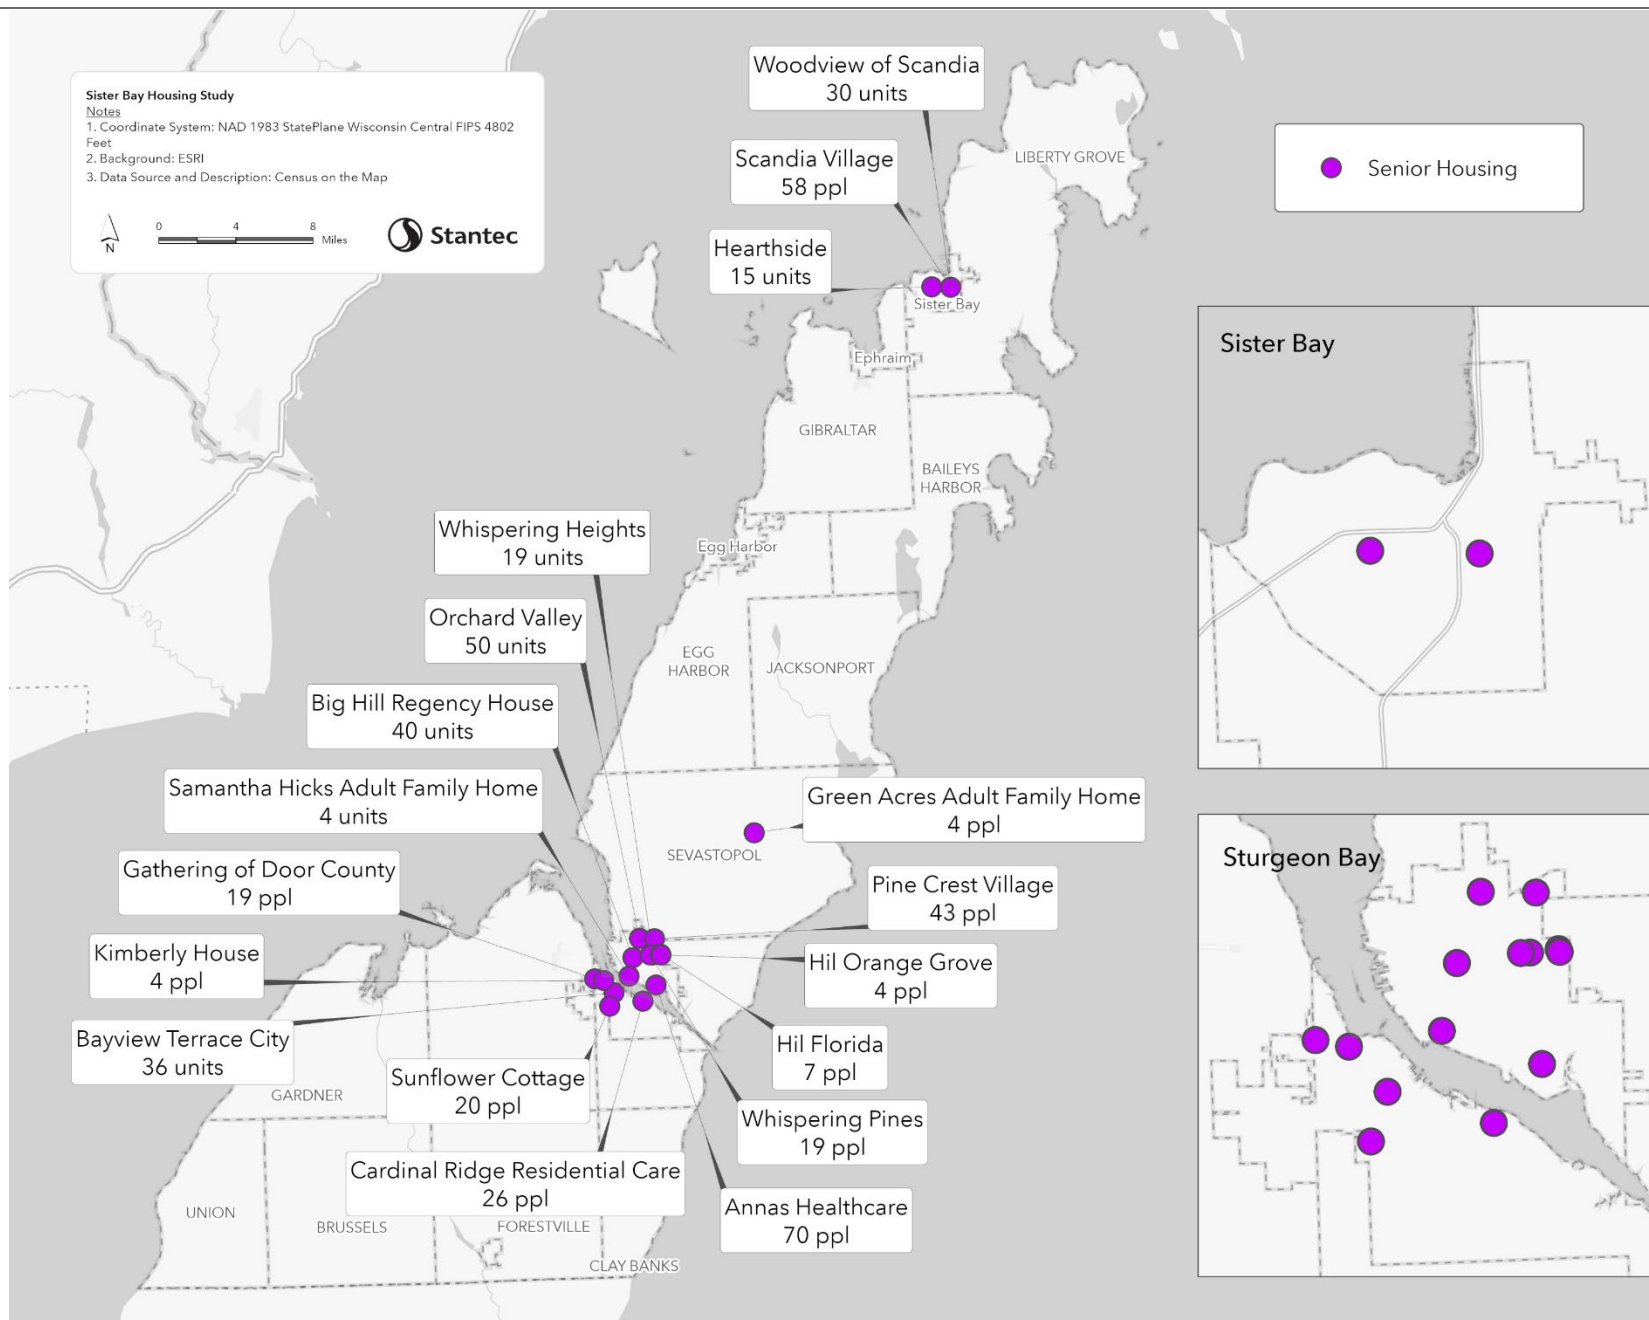 Sister Bay Housing Study
Notes
1. Coordinate System: NAD 1983 StatePlane Wisconsin Central FIPS 4802
Feet
2. Background: ESRI
3. Data Source and Description: Census on the Map
N
0 4 8
Miles
Stantec
Woodview of Scandia
30 units
Scandia Village
58 ppl
Hearthside
15 units
LIBERTY GROVE
Sister Bay
Ephraim
GIBRALTAR
BAILEYS
HARBOR
Senior Housing
Whispering Heights
19 units
Egg Harbor
Orchard Valley
50 units
EGG
HARBOR
JACKSONPORT
Big Hill Regency House
40 units
Samantha Hicks Adult Family Home
4 units
Green Acres Adult Family Home
4 ppl
SEVASTOPOL
Gathering of Door County
19 ppl
Pine Crest Village
43 ppl
Kimberly House
4 ppl
Hil Orange Grove
4 ppl
Bayview Terrace City
36 units
Hil Florida
7 ppl
Sunflower Cottage
20 ppl
GARDNER
Whispering Pines
19 ppl
Cardinal Ridge Residential Care
26 ppl
Annas Healthcare
70 ppl
UNION
BRUSSELS
FORESTVILLE
CLAY BANKS
Sister Bay
Sturgeon Bay